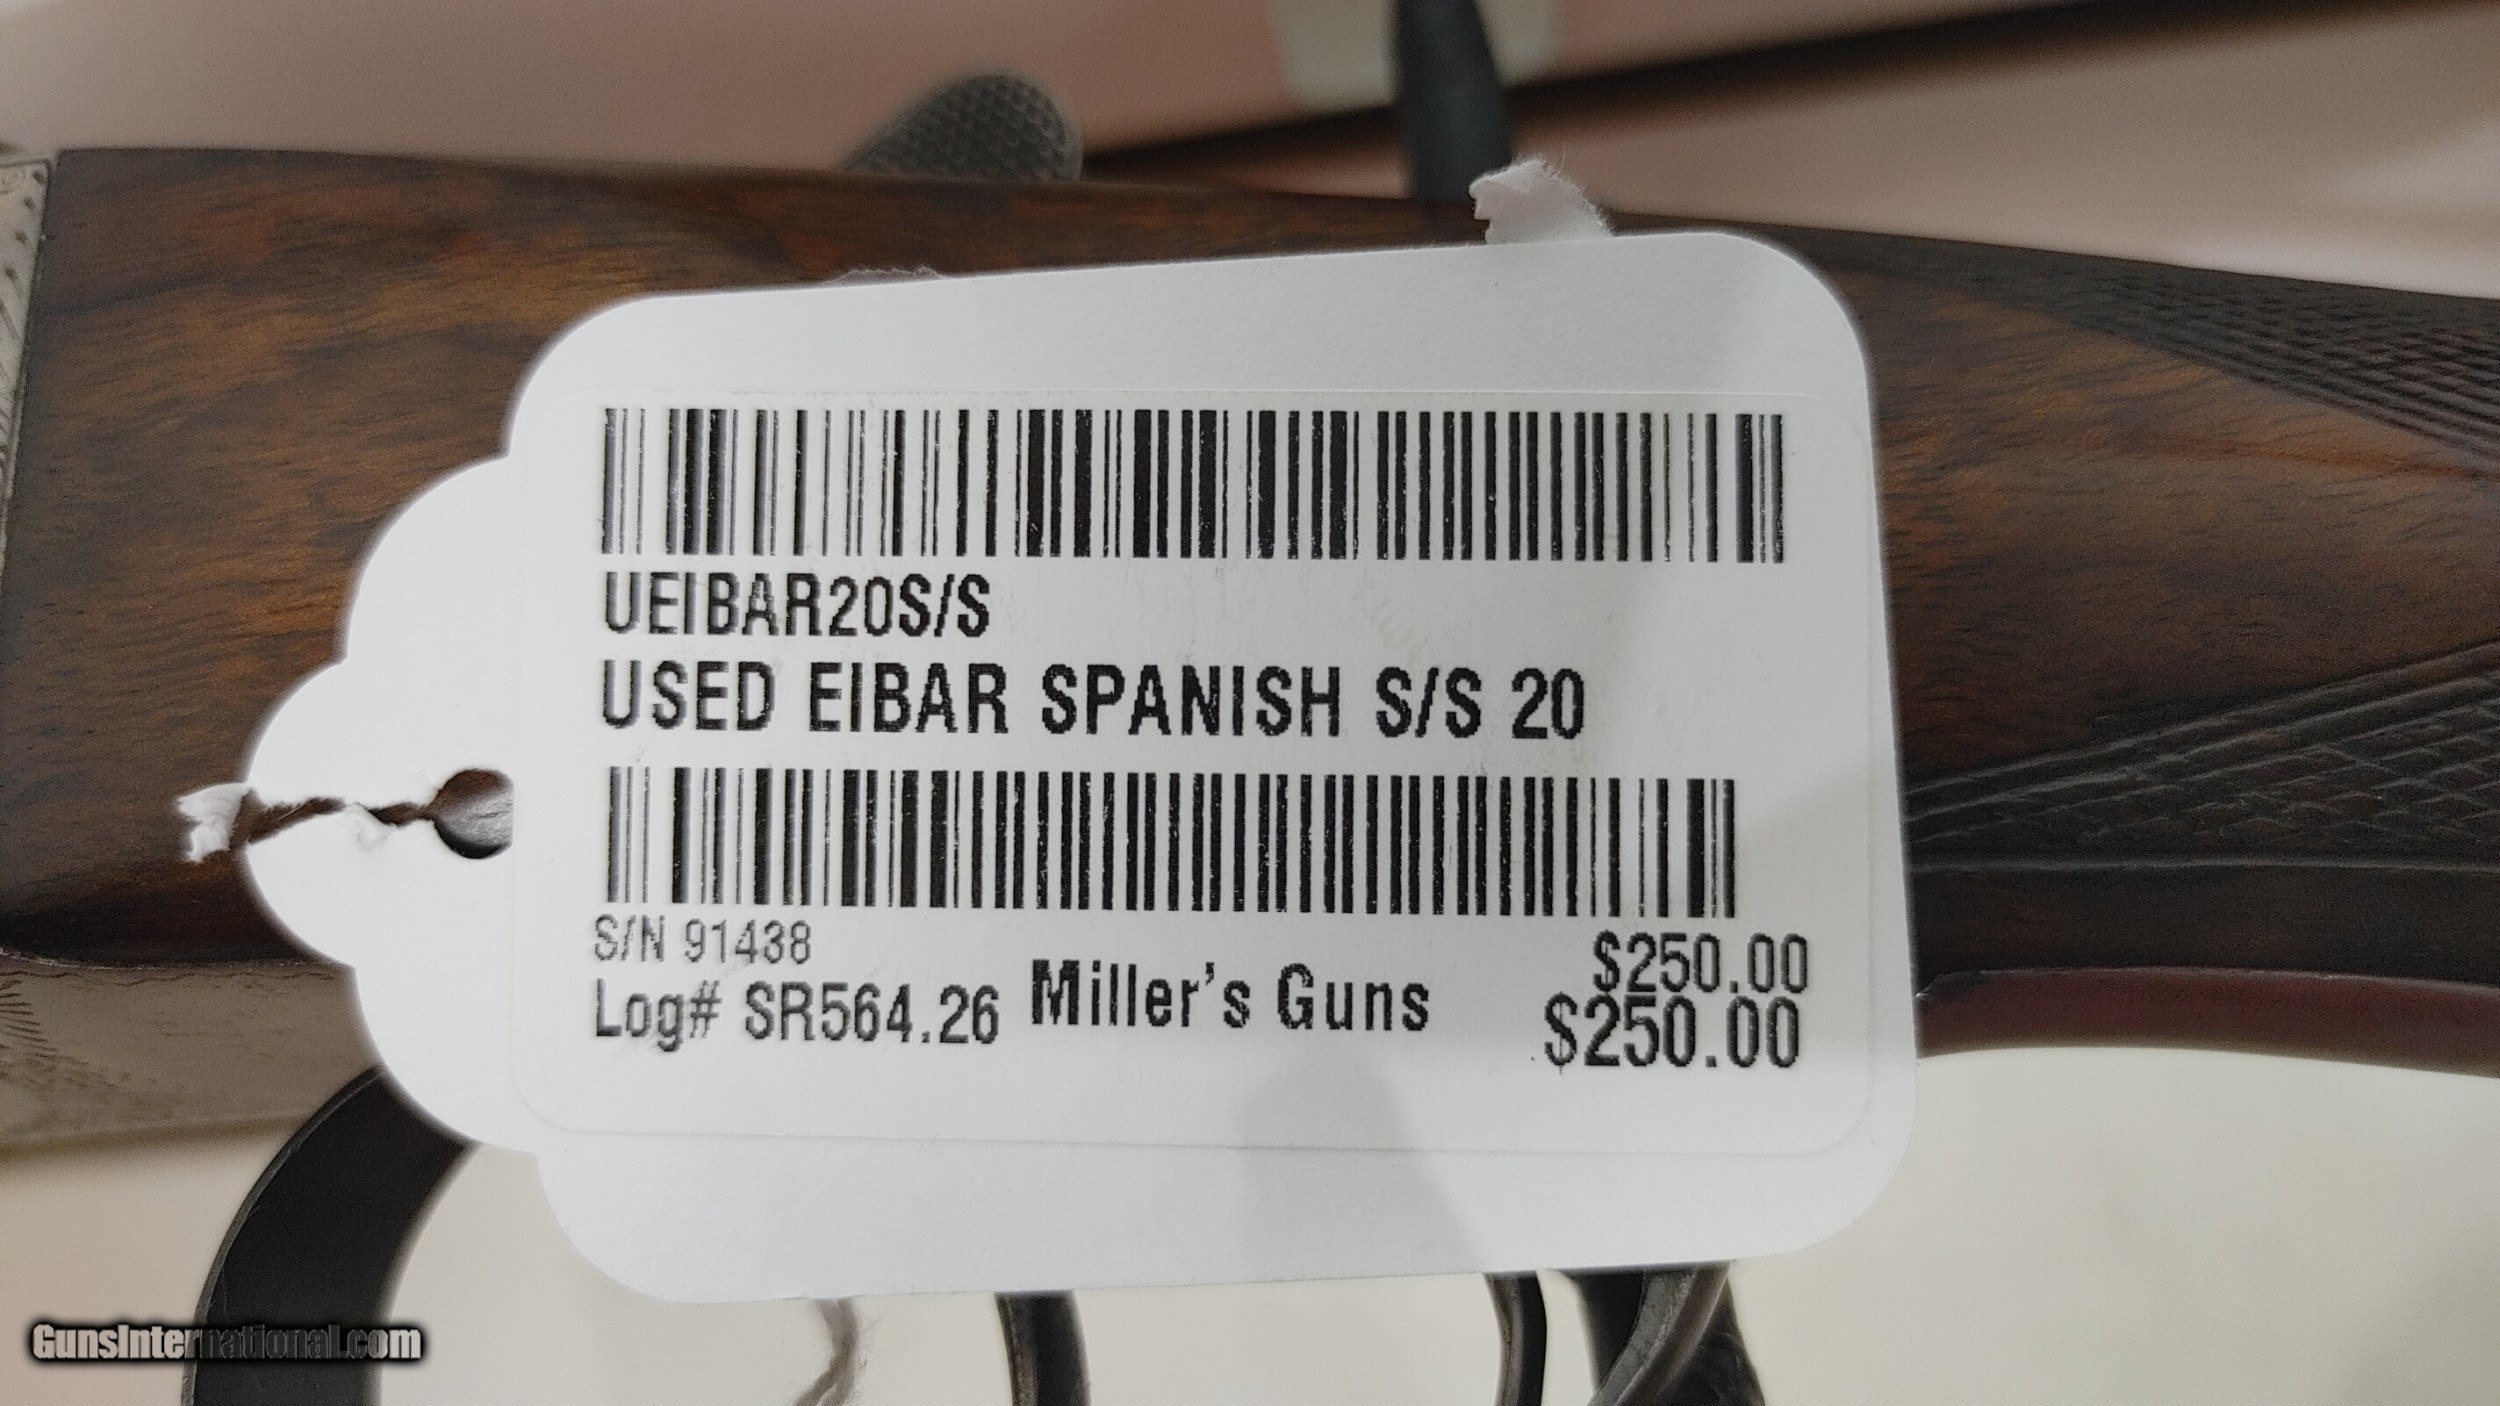 UEIBAR20S/S
USED EIBAR SPANISH S/S 20
S/N 91438
$250.00
Log# SR564.26
Miller's Guns
$250.00
GunsInternational.com